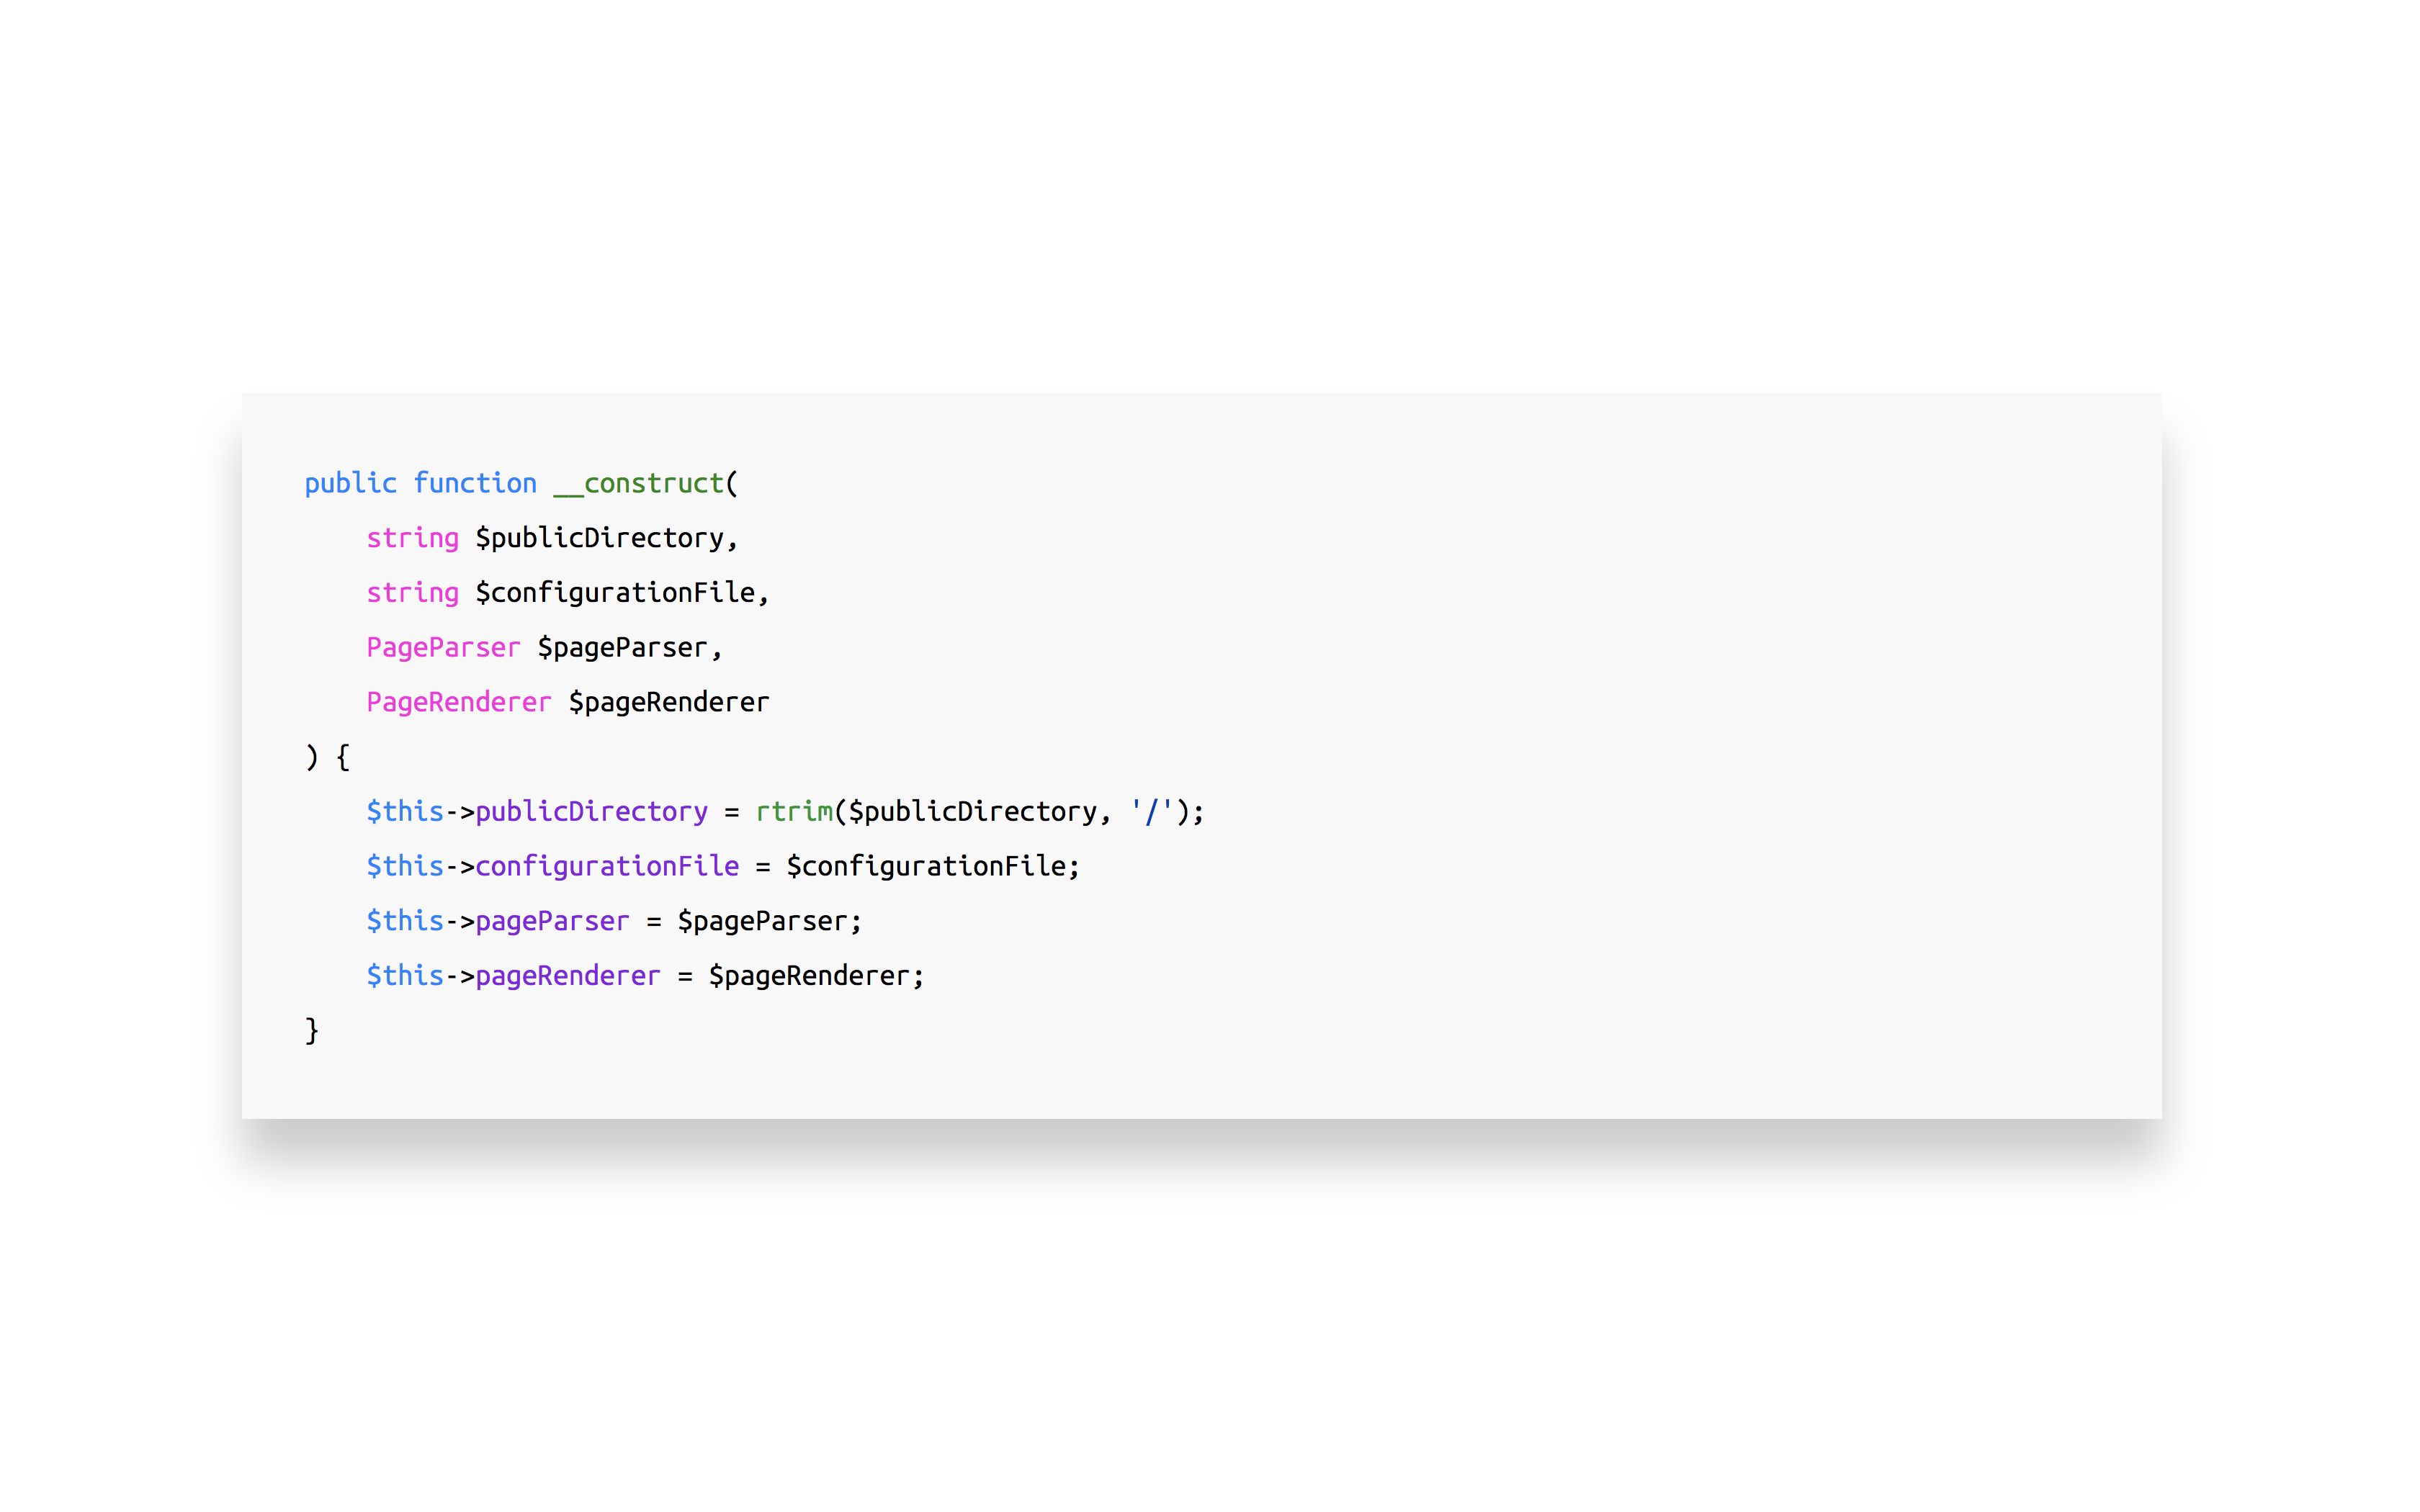 public function __construct(
    string $publicDirectory,
    string $configurationFile,
    PageParser $pageParser,
    PageRenderer $pageRenderer
) {
    $this->publicDirectory = rtrim($publicDirectory, '/');
    $this->configurationFile = $configurationFile;
    $this->pageParser = $pageParser;
    $this->pageRenderer = $pageRenderer;
}